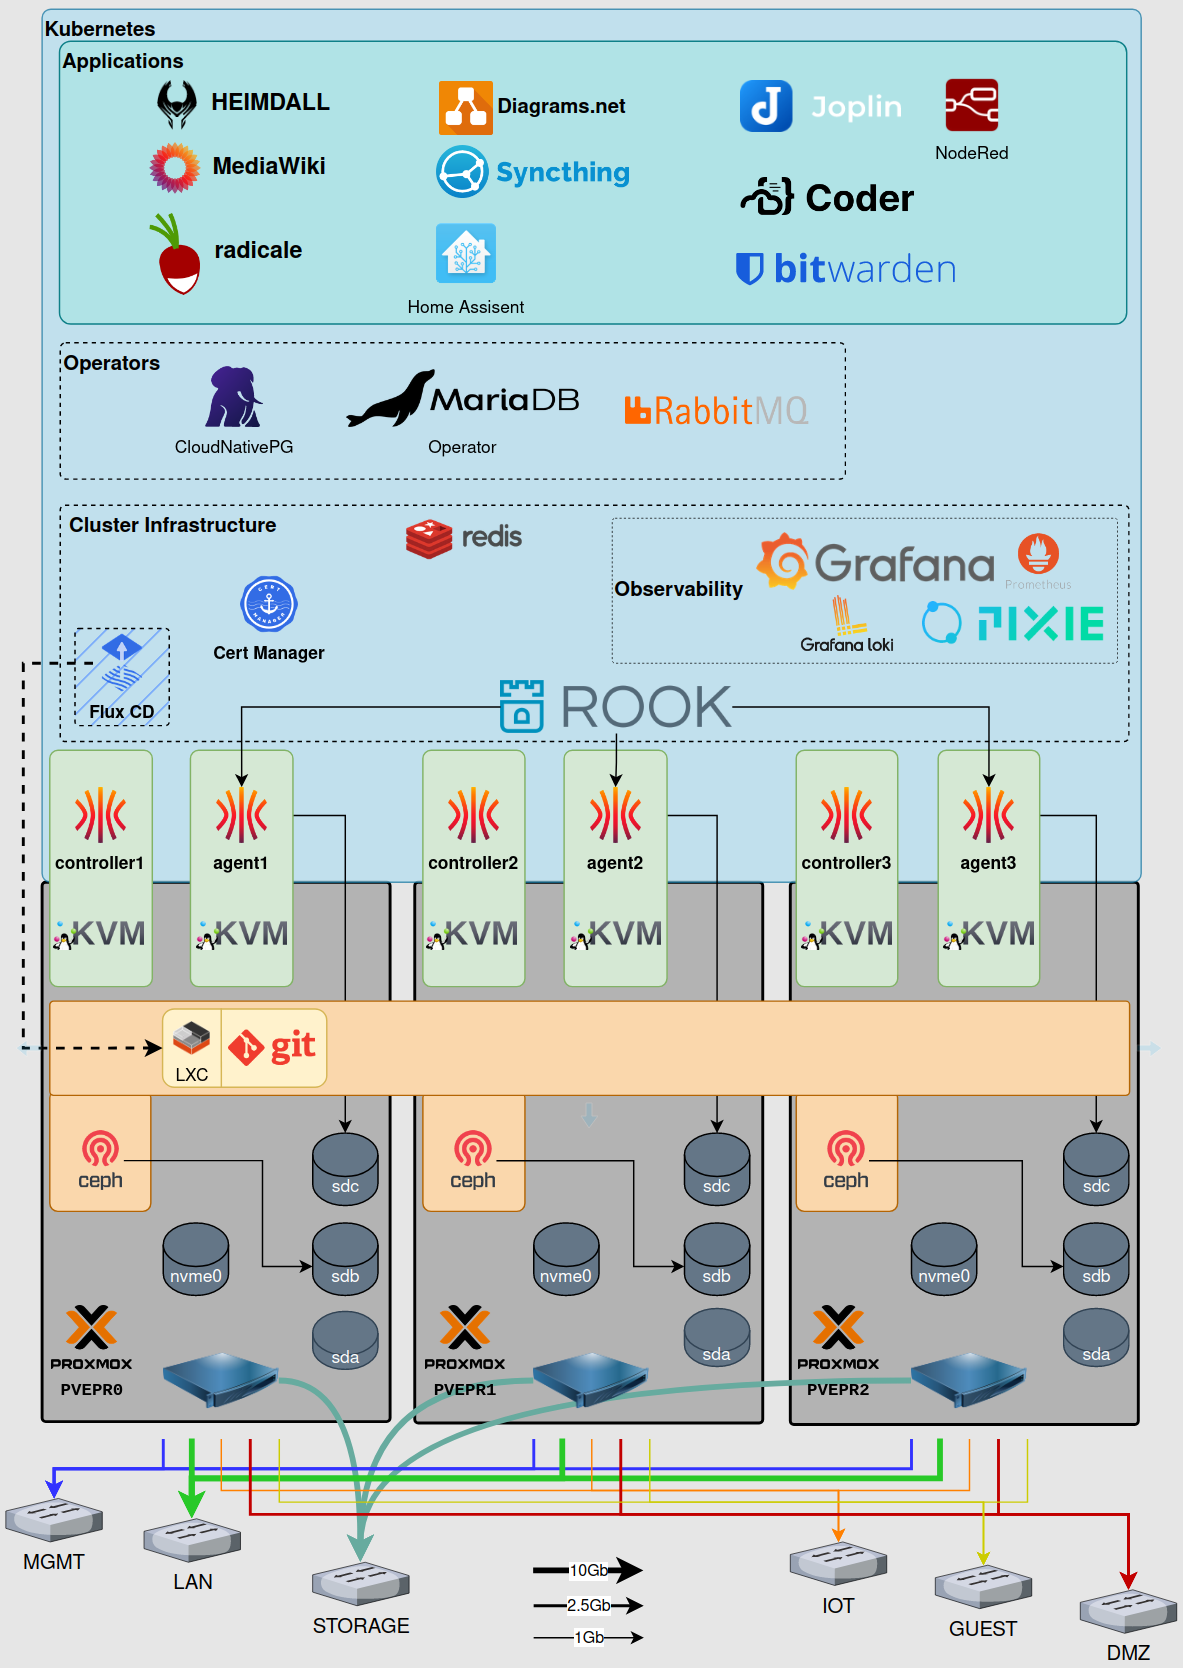 Kubernetes
Applications
HEIMDALL
Diagrams.net
Joplin
NodeRed
MediaWiki
Syncthing
Coder
radicale
Home Assisent
bitwarden
Operators
CloudNativePG
MariaDB
Operator
RabbitMQ
Cluster Infrastructure
redis
Observability
Grafana
Prometheus
Grafana loki
PIXIE
CERT
MANAGER
Cert Manager
Flux CD
ROOK
controller1
agent1
controller2
agent2
controller3
agent3
KVM
KVM
KVM
KVM
KVM
KVM
LXC
git
ceph
sdc
ceph
sdc
ceph
sdc
nvme0
sdb
nvme0
sdb
nvme0
sdb
PROXMOX
sda
PROXMOX
sda
PROXMOX
sda
PVEPR0
PVEPR1
PVEPR2
MGMT
LAN
STORAGE
10Gb
2.5Gb
1Gb
IOT
GUEST
DMZ